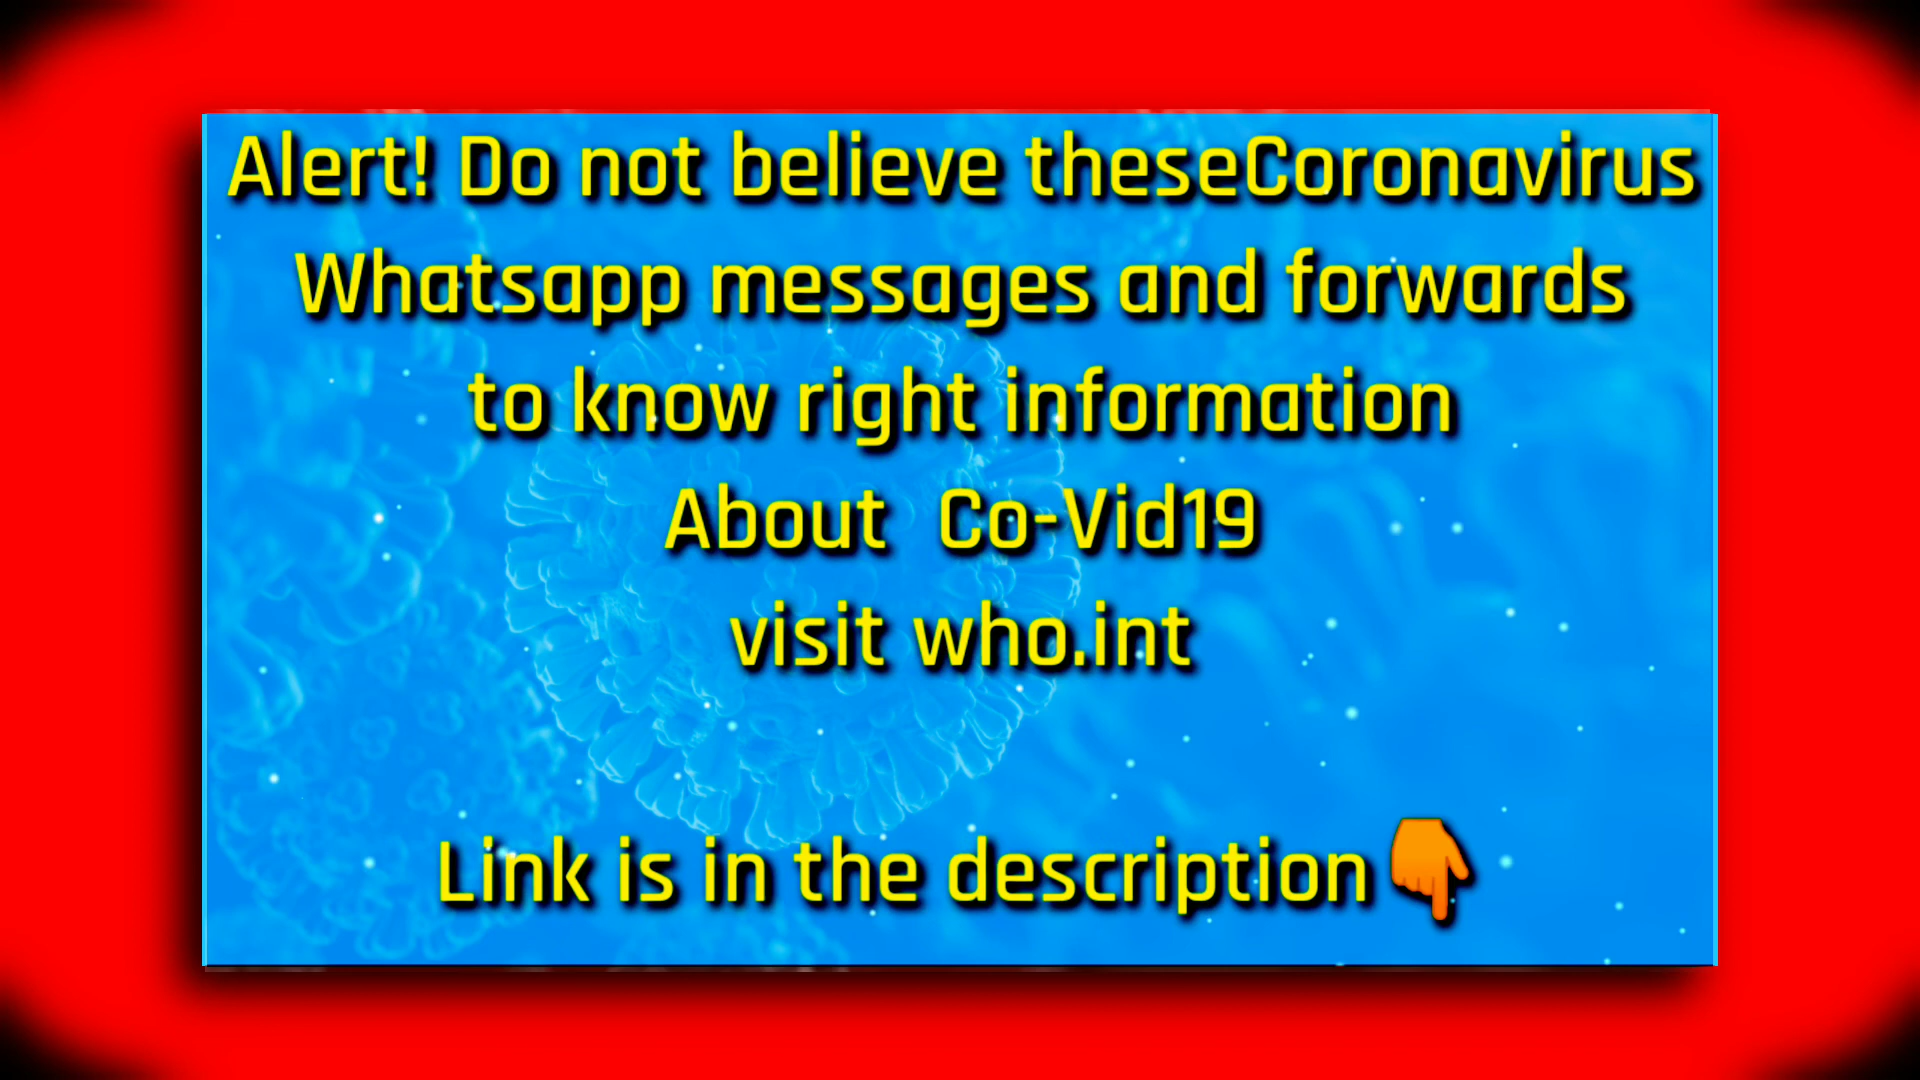 Alert! Do not believe theseCoronavirus
Whatsapp messages and forwards
to know right information
About Co-Vid19
visit who.int
Link is in the description👇